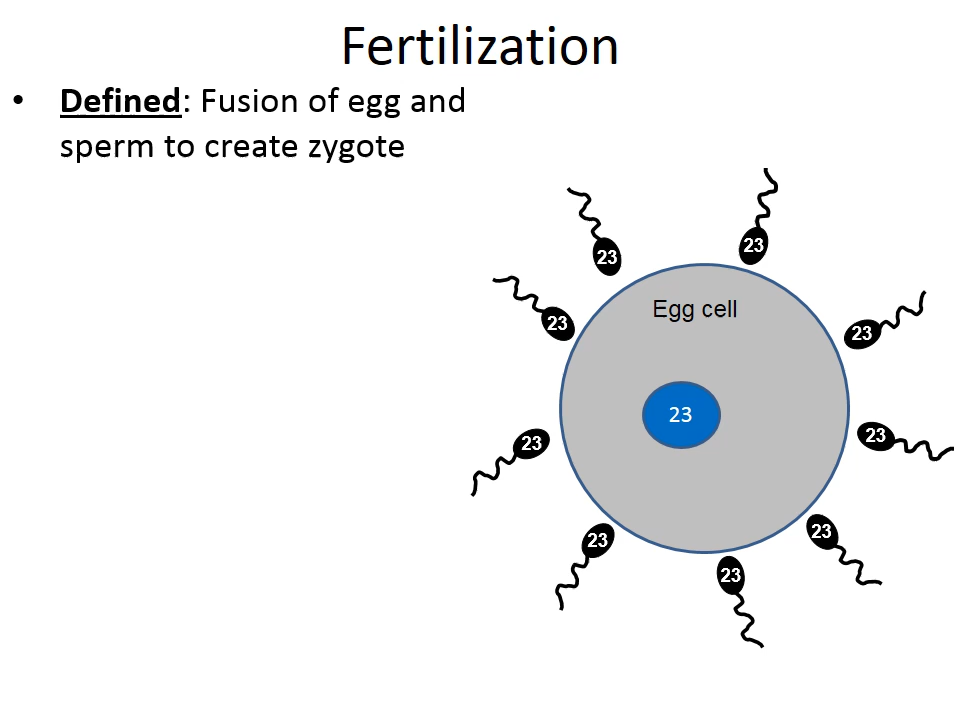 Fertilization
• Defined: Fusion of egg and
sperm to create zygote
23
23
Egg cell
23
23
23
23
23
23
23
23